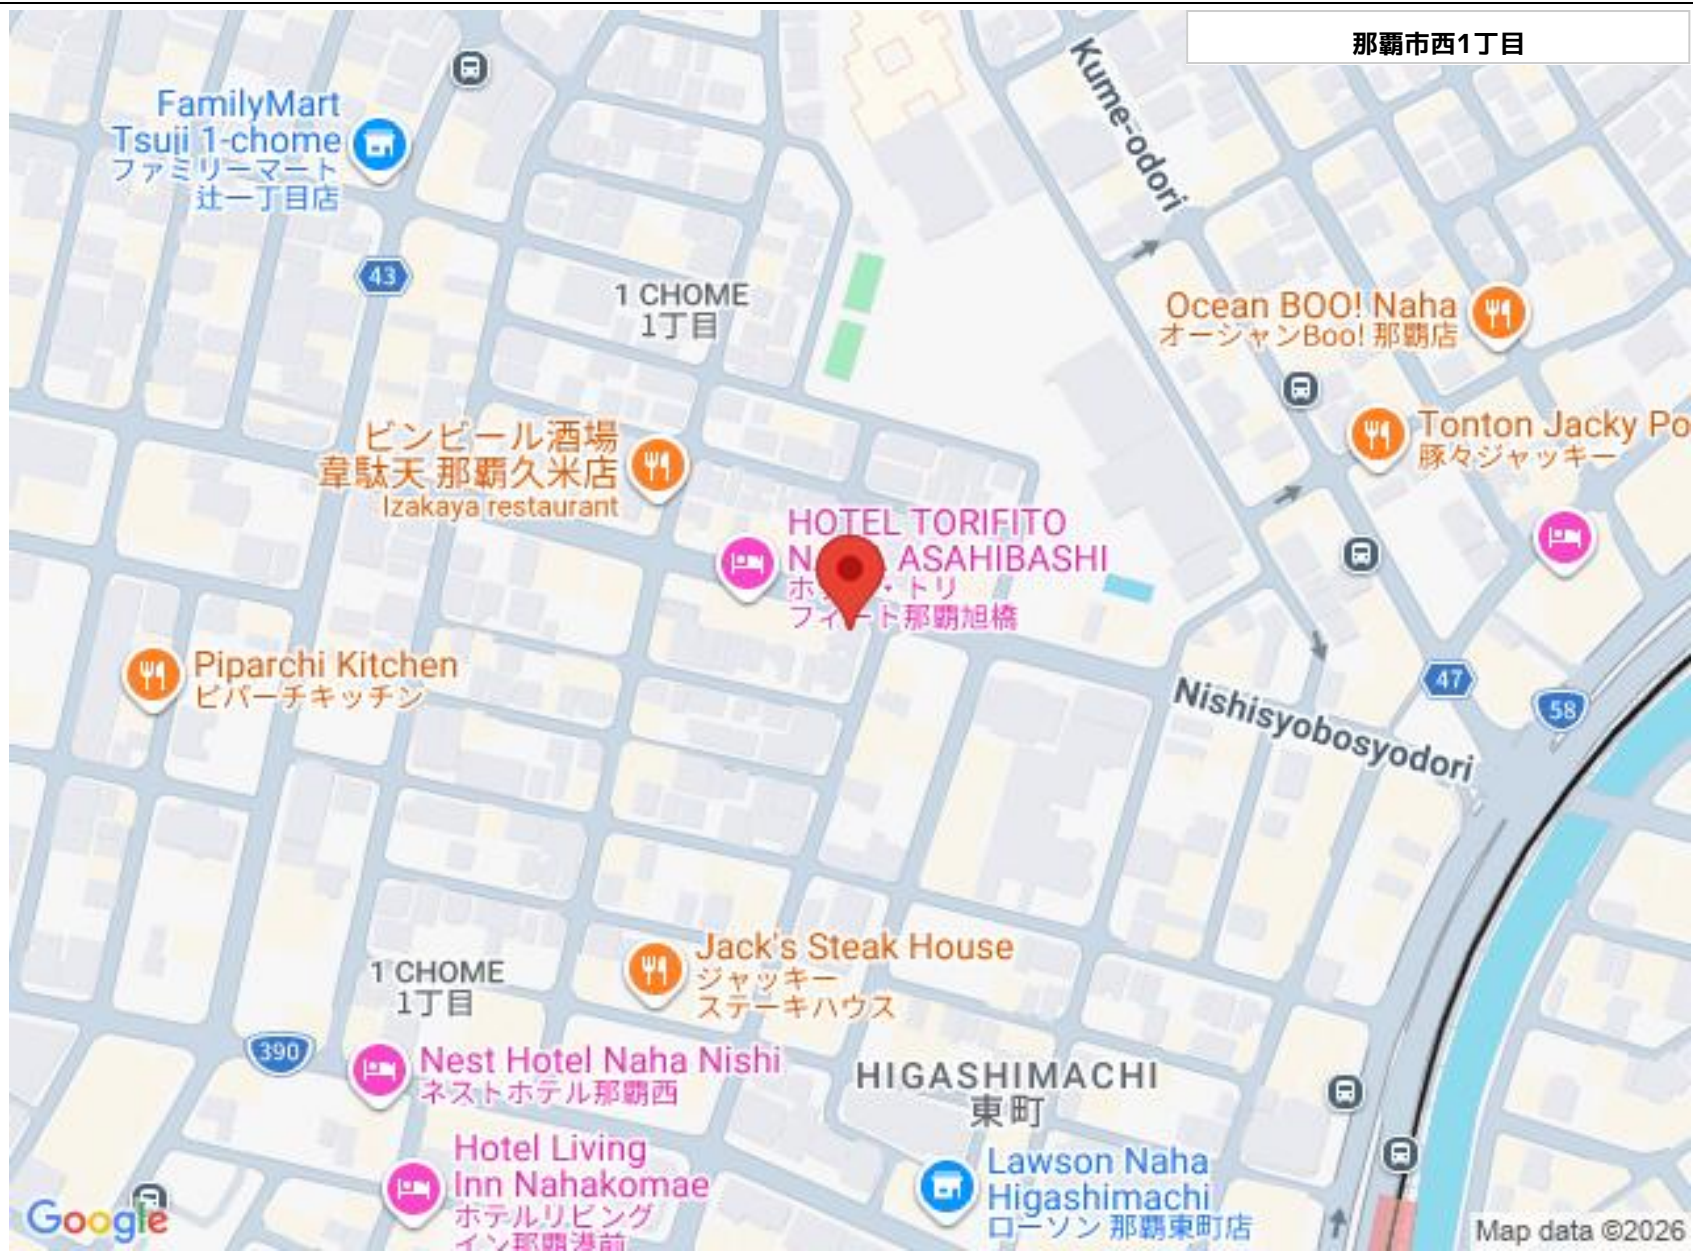 那覇市西1丁目
Kume-odori
FamilyMart
Tsuji 1-chome
ファミリーマート
辻一丁目店
43
1 CHOME
1丁目
Ocean BOO! Naha
オーシャンBoo! 那覇店
Tonton Jacky Po
豚々ジャッキー
ビンビール酒場
韋駄天 那覇久米店
Izakaya restaurant
HOTEL TORIFITO
ASAHIBASHI
フィート那覇旭橋
Piparchi Kitchen
ピパーチキッチン
47
58
Nishisyobosyodori
Jack's Steak House
ジャッキー
ステーキハウス
1 CHOME
1丁目
390
Nest Hotel Naha Nishi
ネストホテル那覇西
HIGASHIMACHI
東町
Hotel Living
Inn Nahakomae
ホテルリビング
イン那覇港前
Lawson Naha
Higashimachi
ローソン 那覇東町店
Google
Map data ©2026